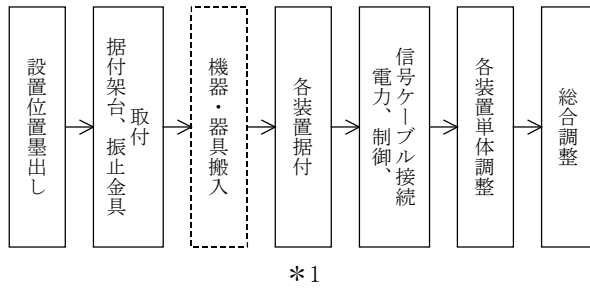 設置位置墨出し
据付架台、振止金具
取付
機器・器具搬入
各装置据付
信号ケーブル接続
電力、制御、
各装置単体調整
総合調整
＊1